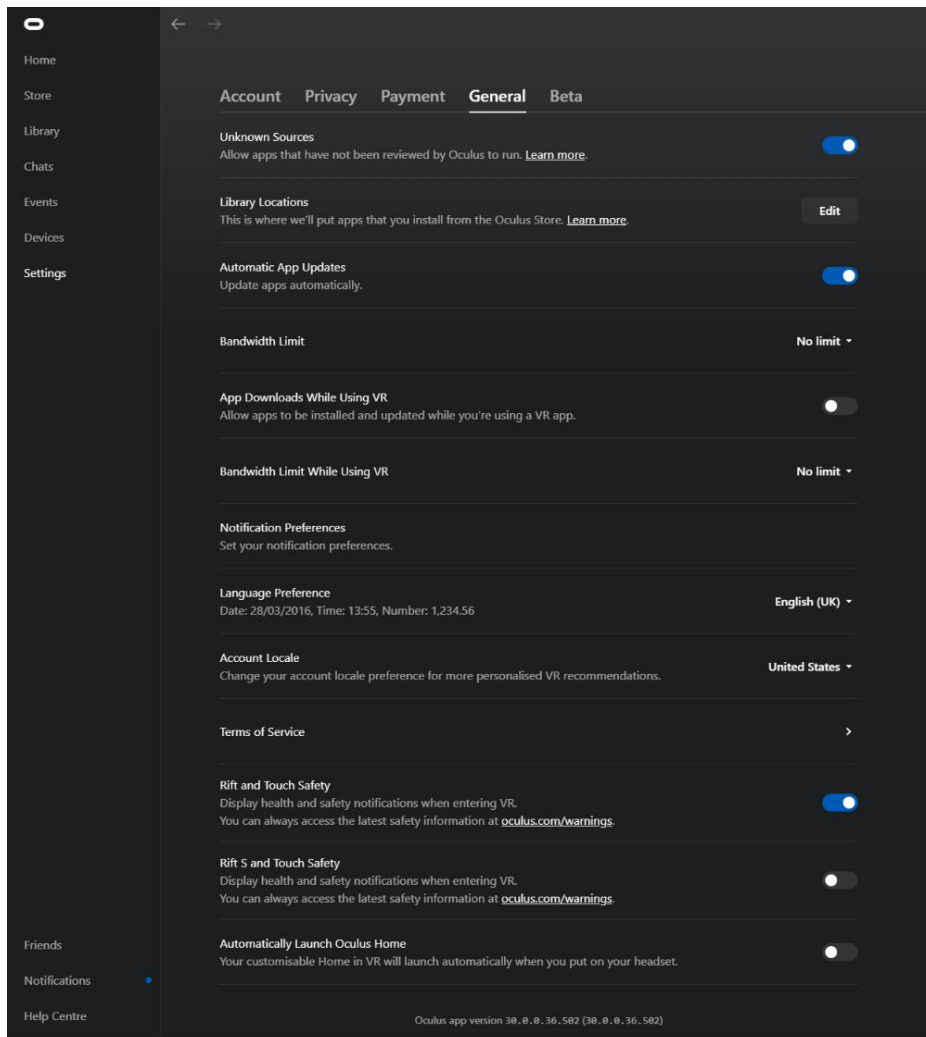 Home
Store
Library
Chats
Events
Devices
Settings
Friends
Notifications
Help Centre
Account Privacy Payment General Beta
Unknown Sources
Allow apps that have not been reviewed by Oculus to run. Learn more.
Library Locations
This is where we'll put apps that you install from the Oculus Store. Learn more.
Edit
Automatic App Updates
Update apps automatically.
Bandwidth Limit
No limit
App Downloads While Using VR
Allow apps to be installed and updated while you're using a VR app.
Bandwidth Limit While Using VR
No limit
Notification Preferences
Set your notification preferences.
Language Preference
Date: 28/03/2016, Time: 13:55, Number: 1,234.56
English (UK)
Account Locale
Change your account locale preference for more personalised VR recommendations.
United States
Terms of Service
Rift and Touch Safety
Display health and safety notifications when entering VR.
You can always access the latest safety information at oculus.com/warnings.
Rift S and Touch Safety
Display health and safety notifications when entering VR.
You can always access the latest safety information at oculus.com/warnings.
Automatically Launch Oculus Home
Your customisable Home in VR will launch automatically when you put on your headset.
Oculus app version 30.0.0.36.502 (30.0.0.36.502)